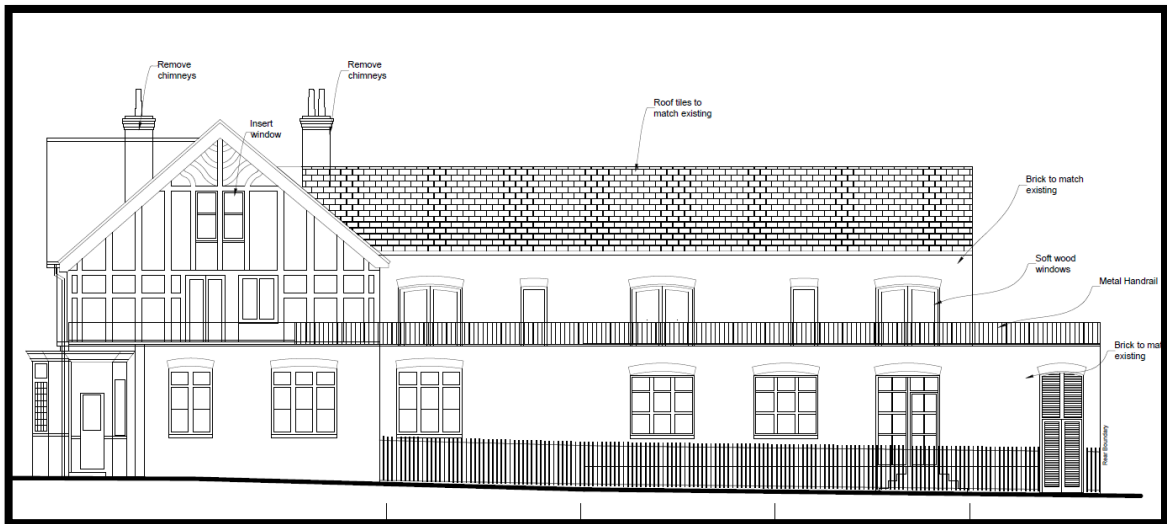 Remove
chimneys
Remove
chimneys
Insert
window
Roof tiles to
match existing
Brick to match
existing
Soft wood
windows
Metal Handrail
Brick to mat
existing
Rear Boundary